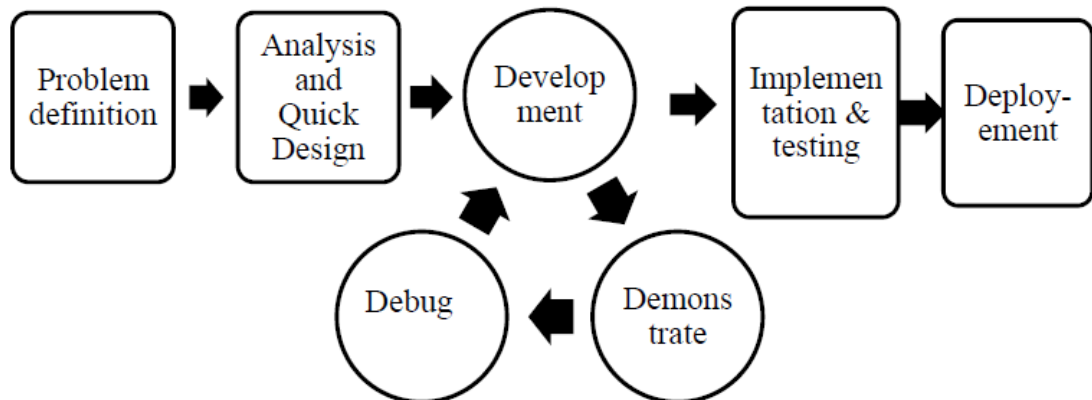 Problem
definition
Analysis
and
Quick
Design
Develop
ment
Implemen
tation &
testing
Deploy-
ement
Debug
Demons
trate